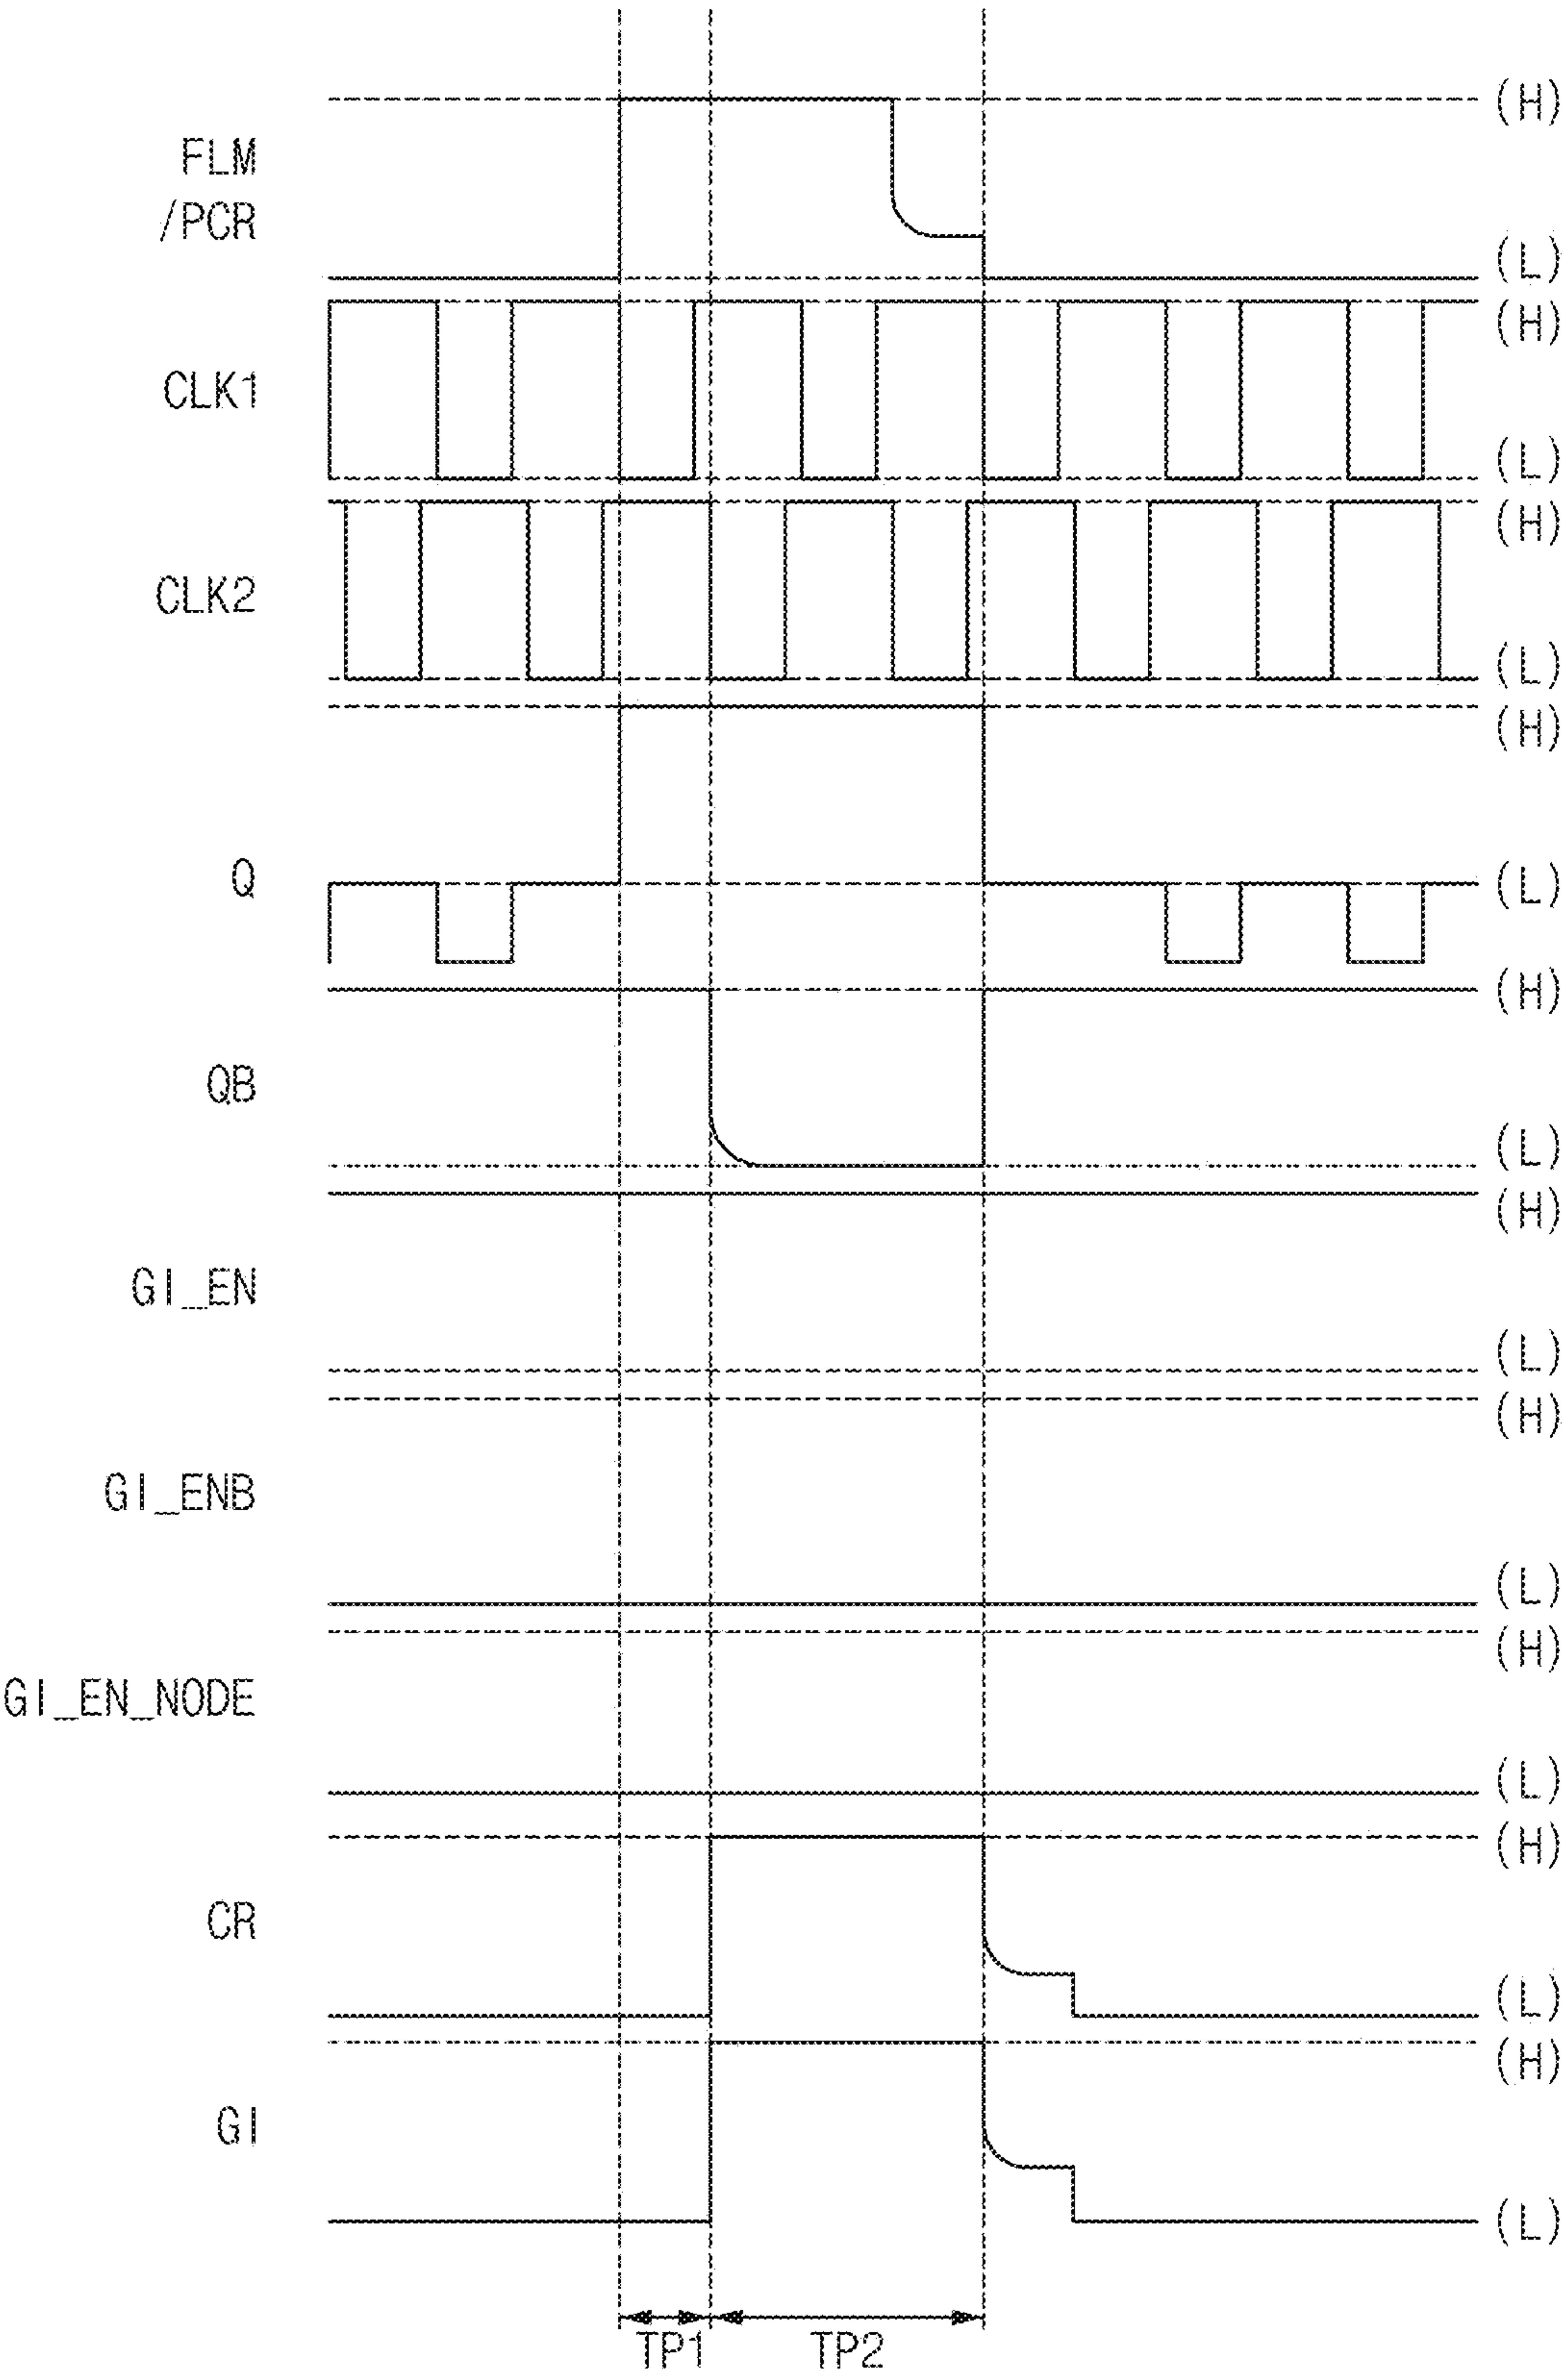 (H)
FLM
/PCR
(L)
(H)
CLK1
(L)
(H)
CLK2
(L)
(H)
Q
(L)
(H)
QB
(L)
(H)
GI_EN
(L)
(H)
GI_ENB
(L)
(H)
GI_EN_NODE
(L)
(H)
CR
(L)
(H)
GI
(L)
TP1 TP2